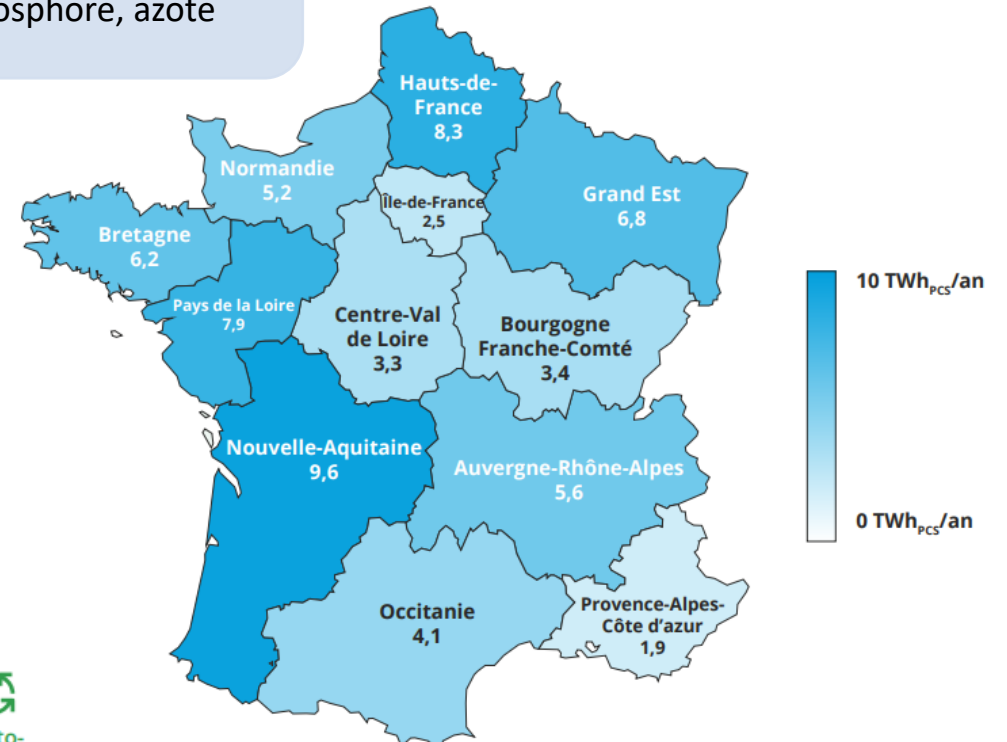 osphore, azote
Hauts-de-
France
8,3
Normandie
5,2
Île-de-France
2,5
Grand Est
6,8
Bretagne
6,2
Pays de la Loire
7,9
Centre-Val
de Loire
3,3
Bourgogne
Franche-Comté
3,4
Nouvelle-Aquitaine
9,6
Auvergne-Rhône-Alpes
5,6
Occitanie
4,1
Provence-Alpes-
Côte d'azur
1,9
10 TWhPCS/an
0 TWhPCS/an
to-